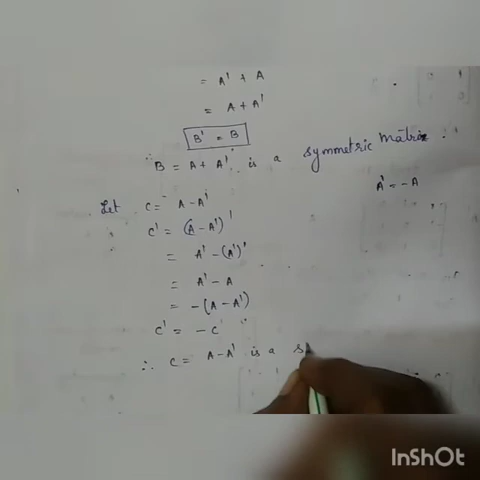 = A' + A
= A + A'
B' = B
∴ B = A + A' is a symmetric matrix.
A' = -A
Let C = A - A'
C' = (A - A')'
= A' - (A')'
= A' - A
= -(A - A')
C' = -C
∴ C = A - A' is a
InShOt